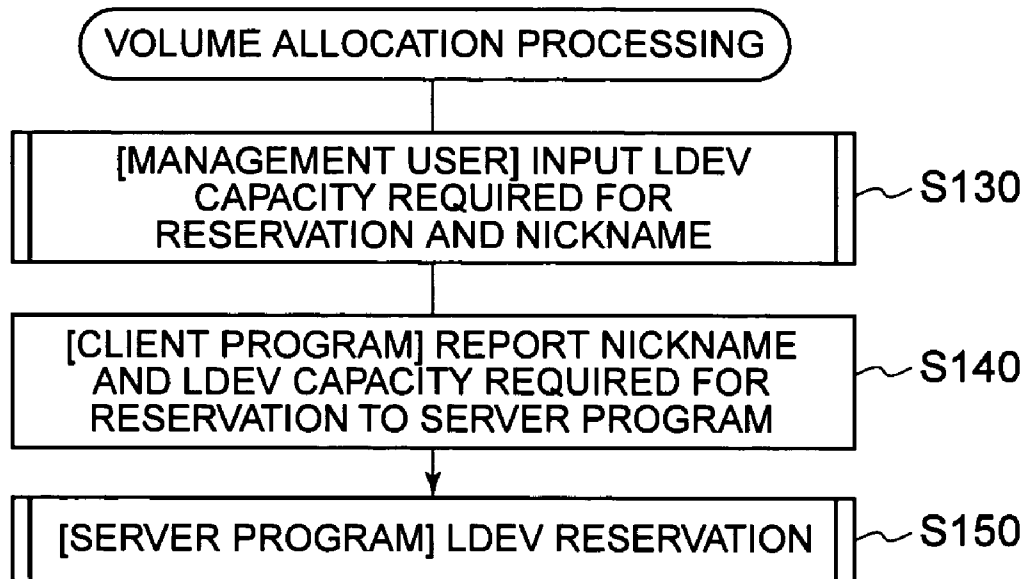 VOLUME ALLOCATION PROCESSING
[MANAGEMENT USER] INPUT LDEV
CAPACITY REQUIRED FOR
RESERVATION AND NICKNAME
S130
[CLIENT PROGRAM] REPORT NICKNAME
AND LDEV CAPACITY REQUIRED FOR
RESERVATION TO SERVER PROGRAM
S140
[SERVER PROGRAM] LDEV RESERVATION
S150